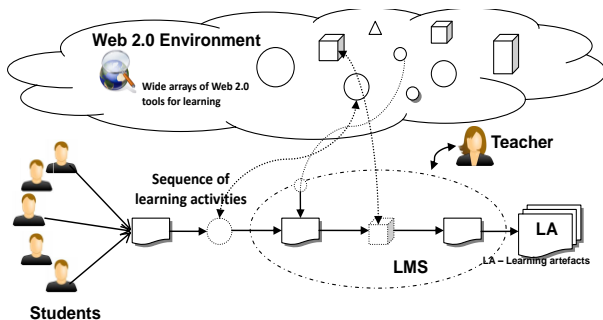 Web 2.0 Environment
Wide arrays of Web 2.0
tools for learning
Teacher
Sequence of
learning activities
LA
LMS
LA – Learning artefacts
Students